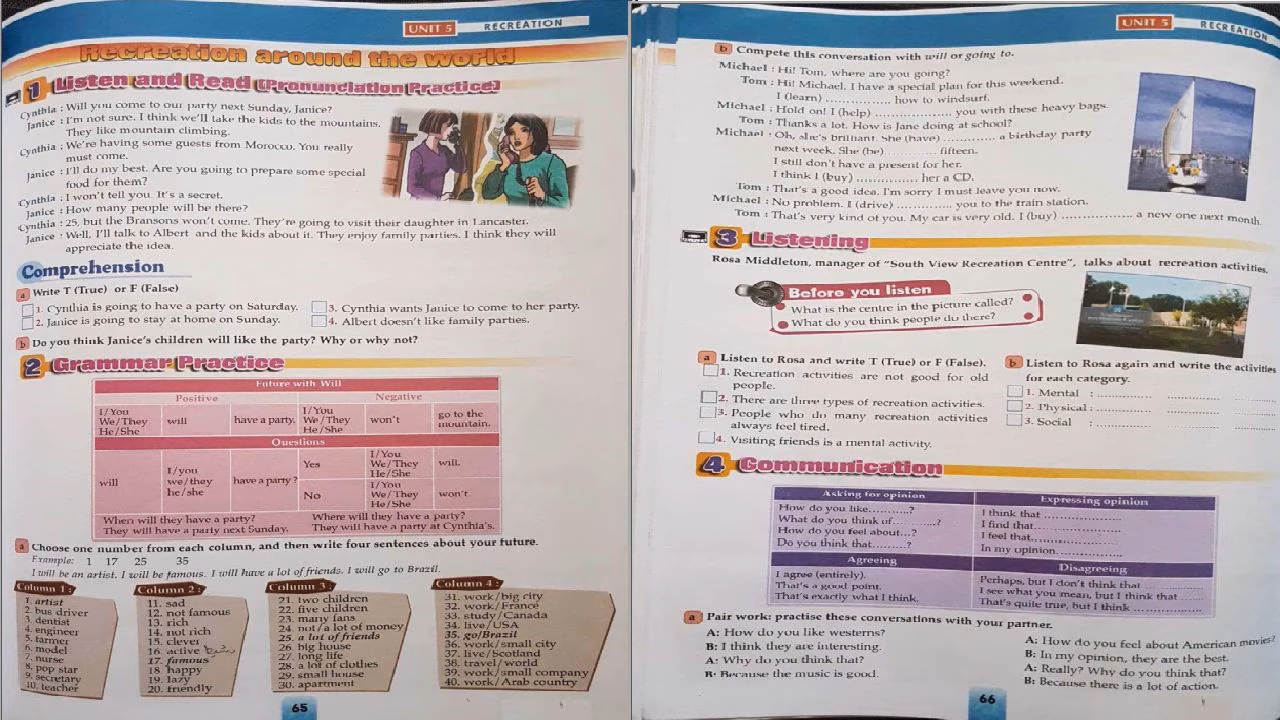 UNIT 5 RECREATION
Recreation around the world
1 Listen and Read (Pronunciation Practice)
Cynthia : Will you come to our party next Sunday, Janice?
Janice : I'm not sure. I think we'll take the kids to the mountains.
They like mountain climbing.
Cynthia : We're having some guests from Morocco. You really
must come.
Janice : I'll do my best. Are you going to prepare some special
food for them?
Cynthia : I won't tell you. It's a secret.
Janice : How many people will be there?
Cynthia : 25, but the Bransons won't come. They're going to visit their daughter in Lancaster.
Janice : Well, I'll talk to Albert and the kids about it. They enjoy family parties. I think they will
appreciate the idea.
Comprehension
a Write T (True) or F (False)
1. Cynthia is going to have a party on Saturday.
2. Janice is going to stay at home on Sunday.
3. Cynthia wants Janice to come to her party.
4. Albert doesn't like family parties.
b Do you think Janice's children will like the party? Why or why not?
2 Grammar Practice
Future with Will
Positive Negative
I/You
We/They
He/She
will
have a party.
I/You
We/They
He/She
won't
go to the
mountain.
Questions
will
I/you
we/they
he/she
have a party?
Yes
I/You
We/They
He/She
will.
No
I/You
We/They
He/She
won't
When will they have a party?
They will have a party next Sunday.
Where will they have a party?
They will have a party at Cynthia's.
a Choose one number from each column, and then write four sentences about your future.
Example: 1 17 25 35
I will be an artist. I will be famous. I will have a lot of friends. I will go to Brazil.
Column 1:
1. artist
2. bus driver
3. dentist
4. engineer
5. farmer
6. model
7. nurse
8. pop star
9. secretary
10. teacher
Column 2:
11. sad
12. not famous
13. rich
14. not rich
15. clever
16. active
17. famous
18. happy
19. lazy
20. friendly
Column 3:
21. two children
22. five children
23. many fans
24. not/a lot of money
25. a lot of friends
26. big house
27. long life
28. a lot of clothes
29. small house
30. apartment
Column 4:
31. work/big city
32. work/France
33. study/Canada
34. live/USA
35. go/Brazil
36. work/small city
37. live/Scotland
38. travel/world
39. work/small company
40. work/Arab country
65
UNIT 5 RECREATION
b Compete this conversation with will or going to.
Michael : Hi! Tom, where are you going?
Tom : Hi! Michael. I have a special plan for this weekend.
I (learn) ................ how to windsurf.
Michael : Hold on! I (help) .................. you with these heavy bags.
Tom : Thanks a lot. How is Jane doing at school?
Michael : Oh, she's brilliant. She (have) ............ a birthday party
next week. She (be)............ fifteen.
I still don't have a present for her.
I think I (buy) .............. her a CD.
Tom : That's a good idea. I'm sorry I must leave you now.
Michael : No problem. I (drive) ............ you to the train station.
Tom : That's very kind of you. My car is very old. I (buy) ................ a new one next month.
3 Listening
Rosa Middleton, manager of "South View Recreation Centre", talks about recreation activities.
Before you listen
What is the centre in the picture called?
What do you think people do there?
a Listen to Rosa and write T (True) or F (False).
1. Recreation activities are not good for old
people.
2. There are three types of recreation activities.
3. People who do many recreation activities
always feel tired.
4. Visiting friends is a mental activity.
b Listen to Rosa again and write the activities
for each category.
1. Mental : ............... .............. ...........
2. Physical : ............... .............. ...........
3. Social : ............... .............. ...........
4 Communication
Asking for opinion
How do you like..........?
What do you think of...........?
How do you feel about...?
Do you think that.........?
Expressing opinion
I think that ...................
I find that.....................
I feel that.....................
In my opinion................
Agreeing
I agree (entirely).
That's a good point.
That's exactly what I think.
Disagreeing
Perhaps, but I don't think that ......
I see what you mean, but I think that ......
That's quite true, but I think ............
a Pair work: practise these conversations with your partner.
A: How do you like westerns?
B: I think they are interesting.
A: Why do you think that?
B: Because the music is good.
A: How do you feel about American movies?
B: In my opinion, they are the best.
A: Really? Why do you think that?
B: Because there is a lot of action.
66